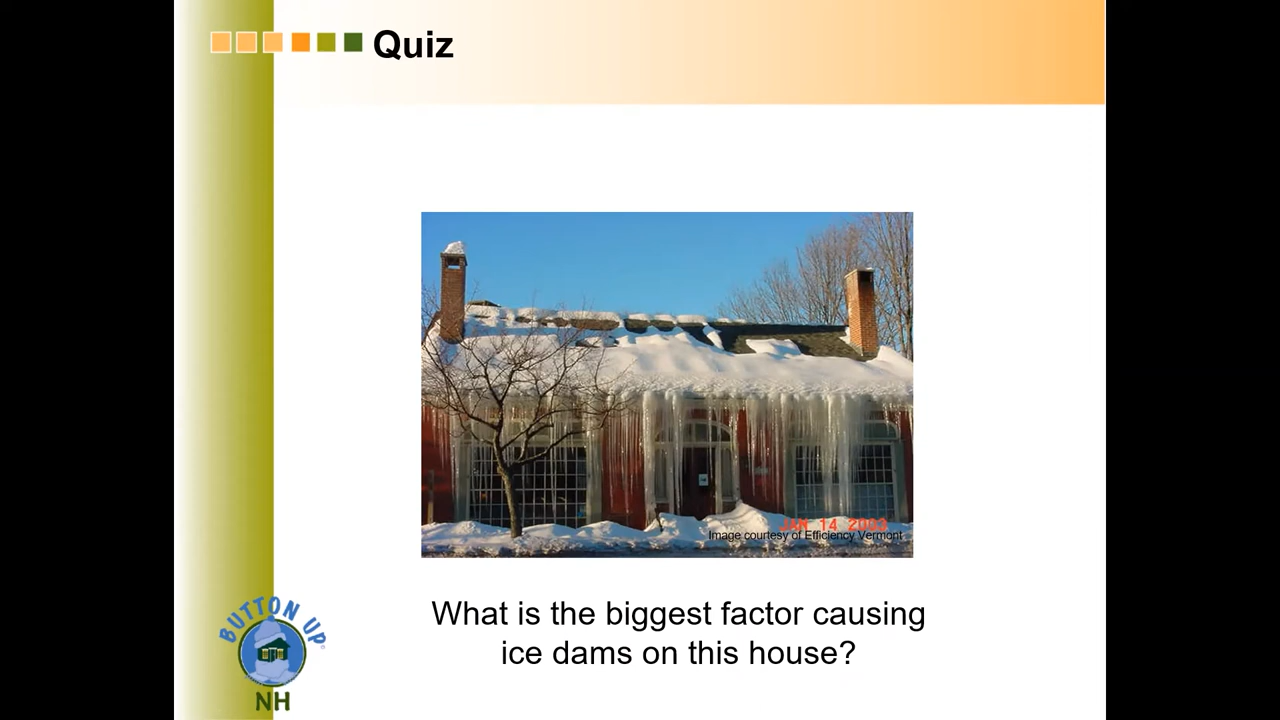 Quiz
JAN 14 2003
Image courtesy of Efficiency Vermont
What is the biggest factor causing
ice dams on this house?
BUTTON UP
NH